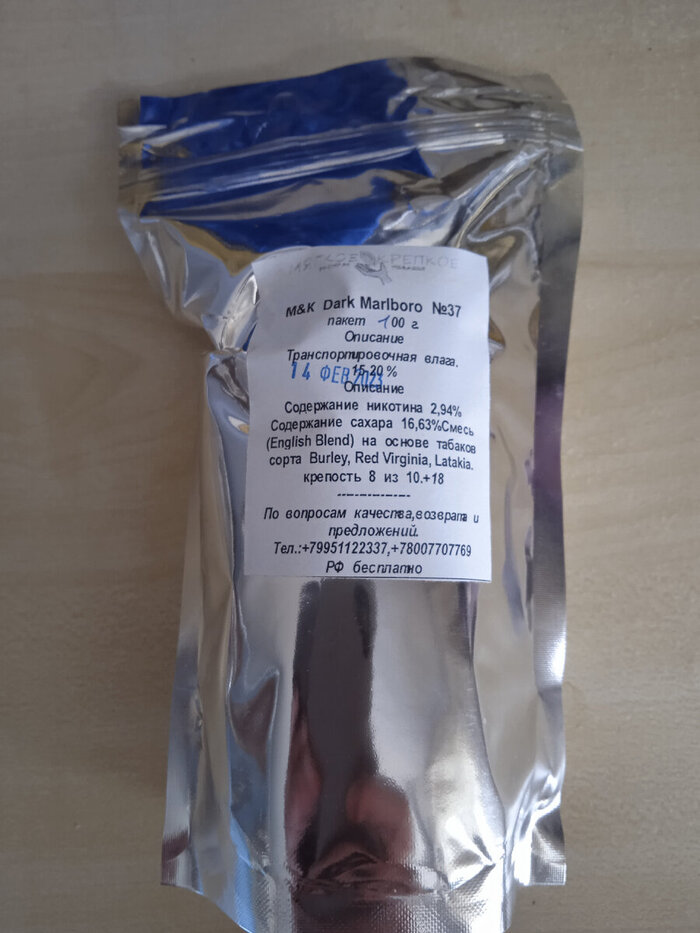 КРЕПКОЕ
M&K Dark Marlboro №37
пакет 100 г.
Описание
Транспортировочная влага.
15-20%
14 ФЕВ 2023
Описание
Содержание никотина 2,94%
Содержание сахара 16,63%Смесь
(English Blend) на основе табаков
сорта Burley, Red Virginia, Latakia.
крепость 8 из 10.+18
----------------
По вопросам качества,возврата и
предложений.
Тел.:+79951122337,+78007707769
РФ бесплатно